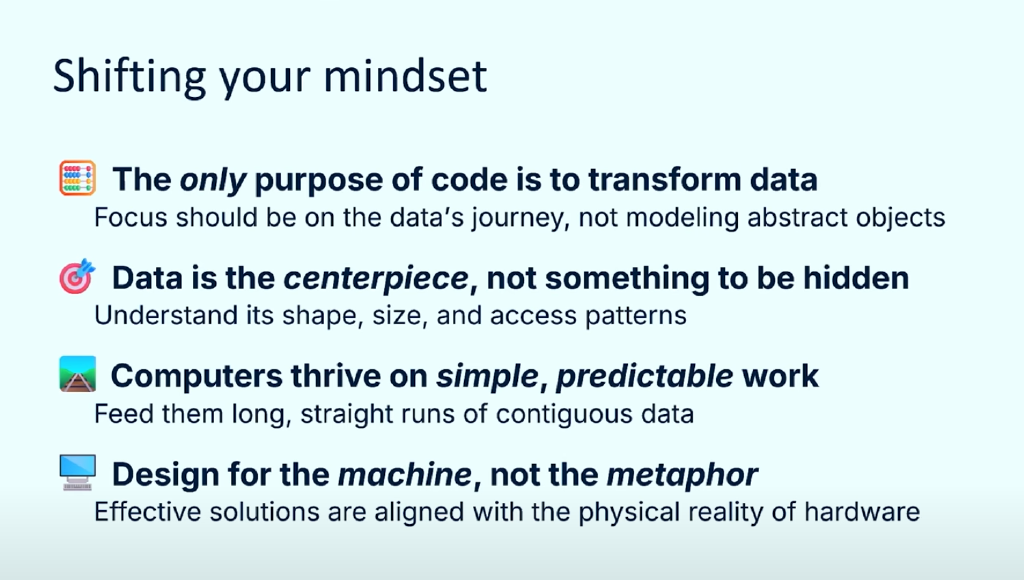 Shifting your mindset
The only purpose of code is to transform data
Focus should be on the data’s journey, not modeling abstract objects
Data is the centerpiece, not something to be hidden
Understand its shape, size, and access patterns
Computers thrive on simple, predictable work
Feed them long, straight runs of contiguous data
Design for the machine, not the metaphor
Effective solutions are aligned with the physical reality of hardware